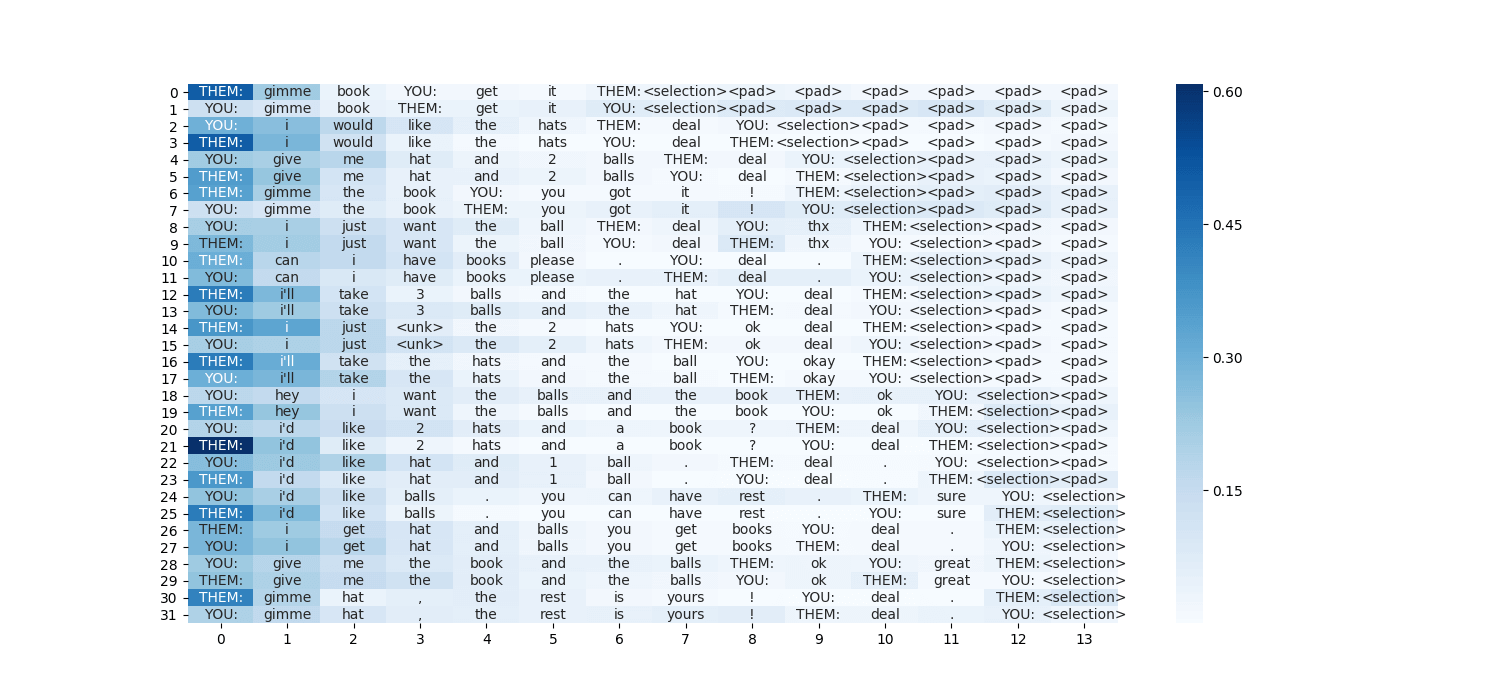 0 THEM: gimme book YOU: get it THEM: <selection> <pad> <pad> <pad> <pad> <pad> <pad> 0.60
1 YOU: gimme book THEM: get it YOU: <selection> <pad> <pad> <pad> <pad> <pad> <pad>
2 YOU: i would like the hats THEM: deal YOU: <selection> <pad> <pad> <pad> <pad>
3 THEM: i would like the hats YOU: deal THEM: <selection> <pad> <pad> <pad> <pad>
4 YOU: give me hat and 2 balls THEM: deal YOU: <selection> <pad> <pad> <pad>
5 THEM: give me hat and 2 balls YOU: deal THEM: <selection> <pad> <pad> <pad>
6 THEM: gimme the book YOU: you got it ! THEM: <selection> <pad> <pad> <pad>
7 YOU: gimme the book THEM: you got it ! YOU: <selection> <pad> <pad> <pad>
8 YOU: i just want the ball THEM: deal YOU: thx THEM: <selection> <pad> <pad> 0.45
9 THEM: i just want the ball YOU: deal THEM: thx YOU: <selection> <pad> <pad>
10 THEM: can i have books please . YOU: deal . THEM: <selection> <pad> <pad>
11 YOU: can i have books please . THEM: deal . YOU: <selection> <pad> <pad>
12 THEM: i'll take 3 balls and the hat YOU: deal THEM: <selection> <pad> <pad>
13 YOU: i'll take 3 balls and the hat THEM: deal YOU: <selection> <pad> <pad>
14 THEM: i just <unk> the 2 hats YOU: ok deal THEM: <selection> <pad> <pad>
15 YOU: i just <unk> the 2 hats THEM: ok deal YOU: <selection> <pad> <pad>
16 THEM: i'll take the hats and the ball YOU: okay THEM: <selection> <pad> <pad> 0.30
17 YOU: i'll take the hats and the ball THEM: okay YOU: <selection> <pad> <pad>
18 YOU: hey i want the balls and the book THEM: ok YOU: <selection> <pad>
19 THEM: hey i want the balls and the book YOU: ok THEM: <selection> <pad>
20 YOU: i'd like 2 hats and a book ? THEM: deal YOU: <selection> <pad>
21 THEM: i'd like 2 hats and a book ? YOU: deal THEM: <selection> <pad>
22 YOU: i'd like hat and 1 ball . THEM: deal . YOU: <selection> <pad>
23 THEM: i'd like hat and 1 ball . YOU: deal . THEM: <selection> <pad>
24 YOU: i'd like balls . you can have rest . THEM: sure YOU: <selection> 0.15
25 THEM: i'd like balls . you can have rest . YOU: sure THEM: <selection>
26 THEM: i get hat and balls you get books YOU: deal . THEM: <selection>
27 YOU: i get hat and balls you get books THEM: deal . YOU: <selection>
28 YOU: give me the book and the balls THEM: ok YOU: great THEM: <selection>
29 THEM: give me the book and the balls YOU: ok THEM: great YOU: <selection>
30 THEM: gimme hat , the rest is yours ! YOU: deal . THEM: <selection>
31 YOU: gimme hat , the rest is yours ! THEM: deal . YOU: <selection>
0 1 2 3 4 5 6 7 8 9 10 11 12 13